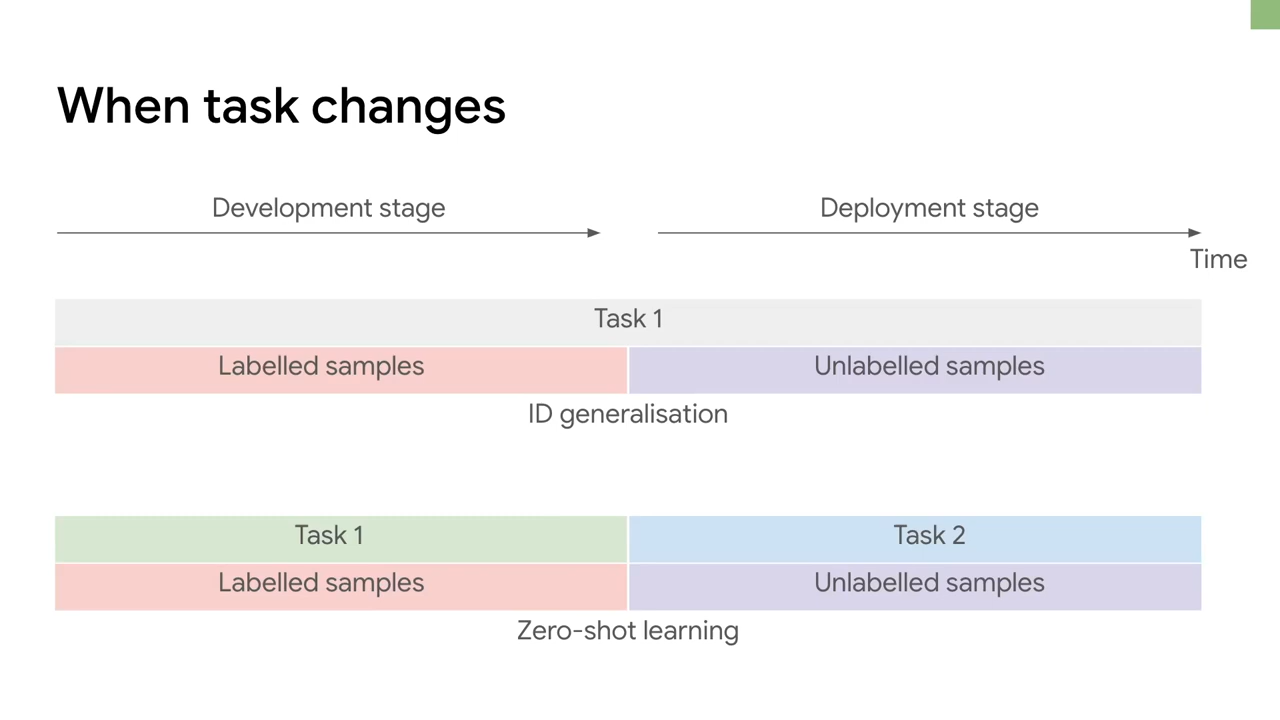 When task changes
Development stage
Deployment stage
Time
Task 1
Labelled samples
Unlabelled samples
ID generalisation
Task 1
Task 2
Labelled samples
Unlabelled samples
Zero-shot learning